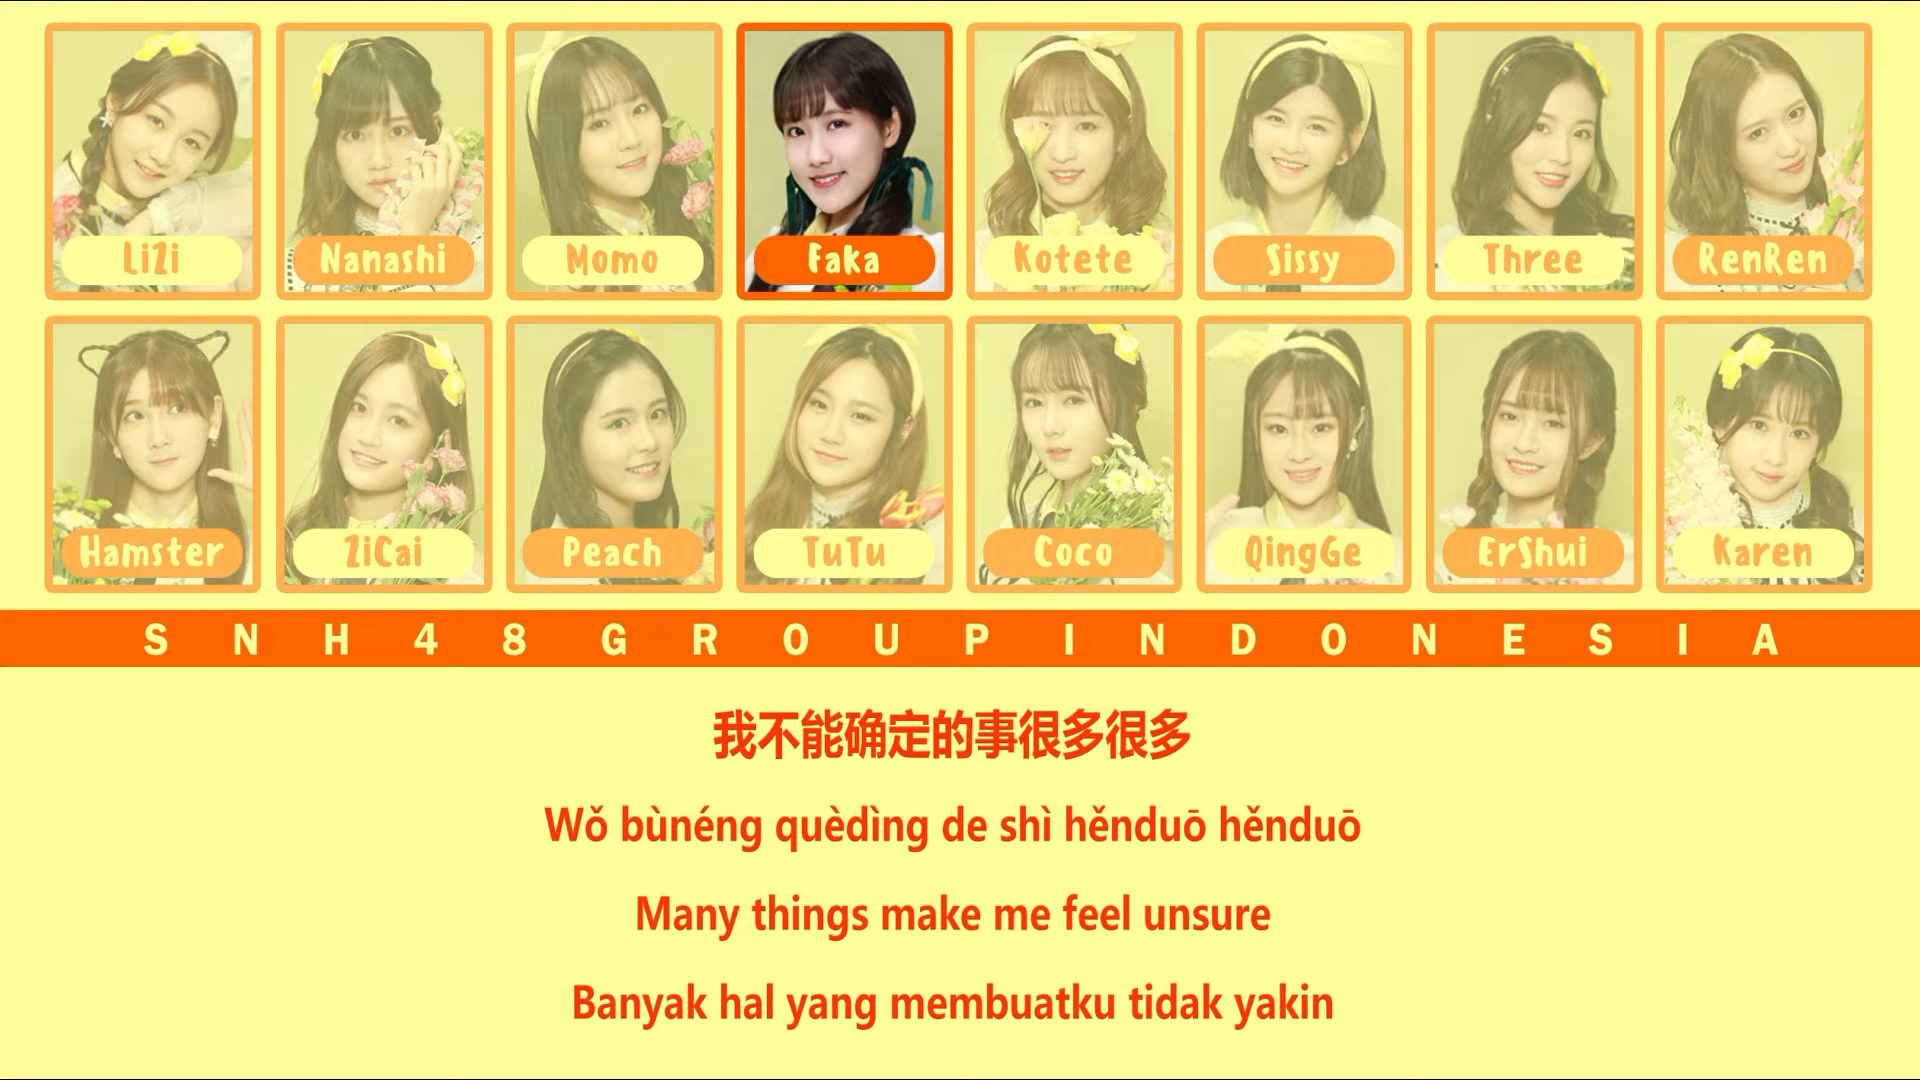 LiZi Nanashi Momo Faka Kotete Sissy Three RenRen
Hamster ZiCai Peach TuTu Coco QingGe ErShui Karen
SNH48GROUPINDONESIA
我不能确定的事很多很多
Wǒ bùnéng quèdìng de shì hěnduō hěnduō
Many things make me feel unsure
Banyak hal yang membuatku tidak yakin